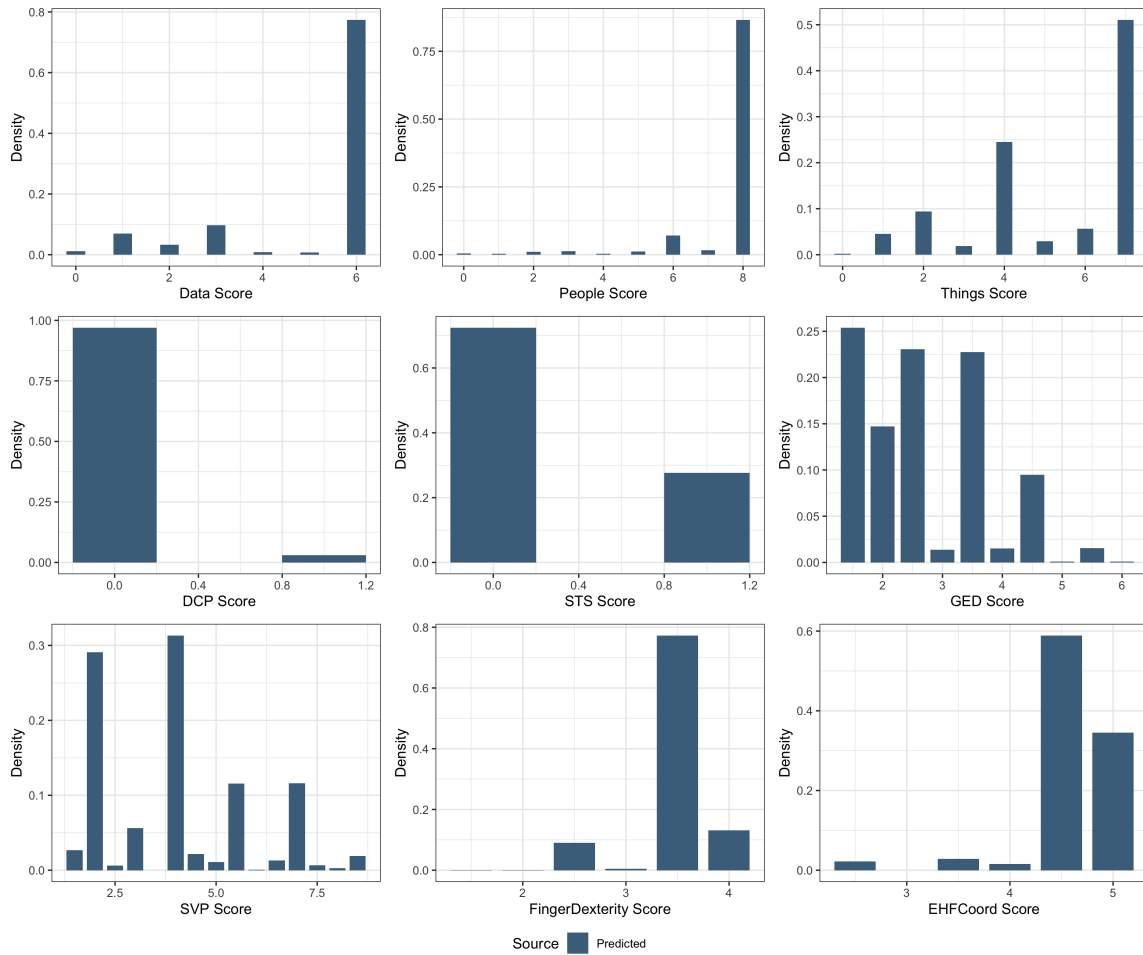 0.8
0.6
0.4
0.2
0.0
Density
0 2 4 6
Data Score
0.75
0.50
0.25
0.00
Density
0 2 4 6 8
People Score
0.5
0.4
0.3
0.2
0.1
0.0
Density
0 2 4 6
Things Score
1.00
0.75
0.50
0.25
0.00
Density
0.0 0.4 0.8 1.2
DCP Score
0.6
0.4
0.2
0.0
Density
0.0 0.4 0.8 1.2
STS Score
0.25
0.20
0.15
0.10
0.05
0.00
Density
2 3 4 5 6
GED Score
0.3
0.2
0.1
0.0
Density
2.5 5.0 7.5
SVP Score
0.8
0.6
0.4
0.2
0.0
Density
2 3 4
FingerDexterity Score
0.6
0.4
0.2
0.0
Density
3 4 5
EHFCoord Score
Source Predicted